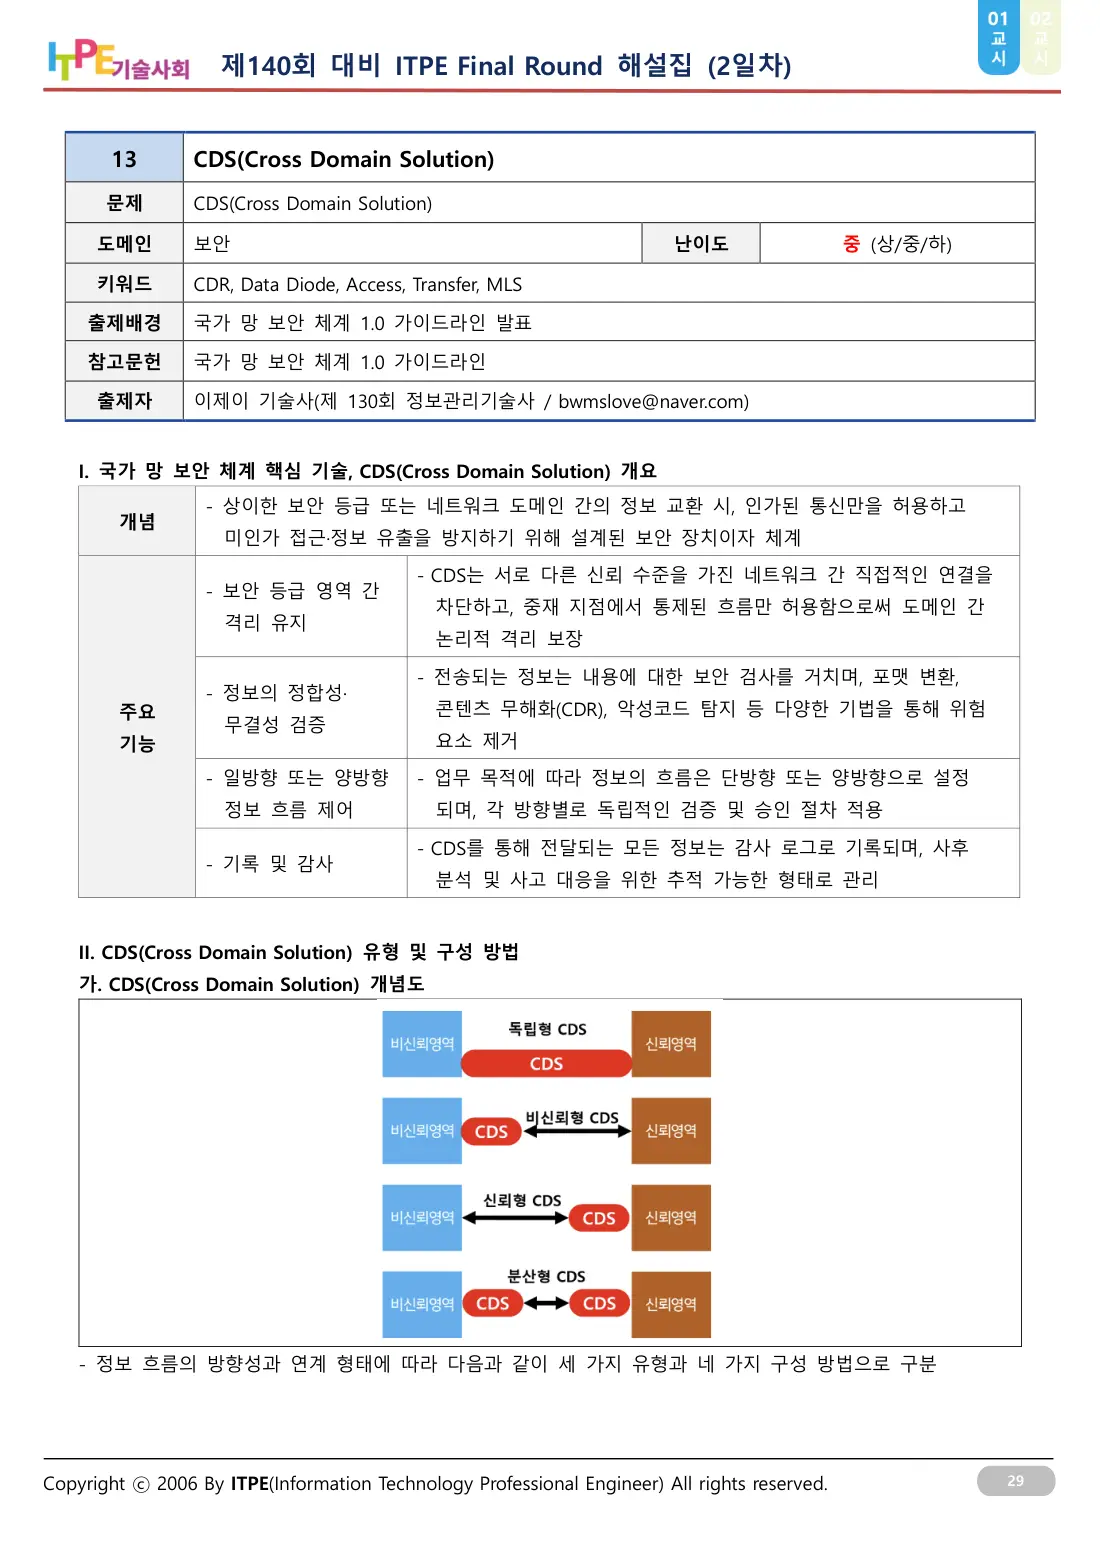 ITPE기술사회 제140회 대비 ITPE Final Round 해설집 (2일차)
01 교시
02 교시
13 CDS(Cross Domain Solution)
문제 CDS(Cross Domain Solution)
도메인 보안 난이도 중 (상/중/하)
키워드 CDR, Data Diode, Access, Transfer, MLS
출제배경 국가 망 보안 체계 1.0 가이드라인 발표
참고문헌 국가 망 보안 체계 1.0 가이드라인
출제자 이제이 기술사(제 130회 정보관리기술사 / bwmslove@naver.com)
I. 국가 망 보안 체계 핵심 기술, CDS(Cross Domain Solution) 개요
개념
- 상이한 보안 등급 또는 네트워크 도메인 간의 정보 교환 시, 인가된 통신만을 허용하고
미인가 접근·정보 유출을 방지하기 위해 설계된 보안 장치이자 체계
주요
기능
- 보안 등급 영역 간
격리 유지
- CDS는 서로 다른 신뢰 수준을 가진 네트워크 간 직접적인 연결을
차단하고, 중재 지점에서 통제된 흐름만 허용함으로써 도메인 간
논리적 격리 보장
- 정보의 정합성·
무결성 검증
- 전송되는 정보는 내용에 대한 보안 검사를 거치며, 포맷 변환,
콘텐츠 무해화(CDR), 악성코드 탐지 등 다양한 기법을 통해 위험
요소 제거
- 일방향 또는 양방향
정보 흐름 제어
- 업무 목적에 따라 정보의 흐름은 단방향 또는 양방향으로 설정
되며, 각 방향별로 독립적인 검증 및 승인 절차 적용
- 기록 및 감사
- CDS를 통해 전달되는 모든 정보는 감사 로그로 기록되며, 사후
분석 및 사고 대응을 위한 추적 가능한 형태로 관리
II. CDS(Cross Domain Solution) 유형 및 구성 방법
가. CDS(Cross Domain Solution) 개념도
독립형 CDS
비신뢰영역 CDS 신뢰영역
비신뢰형 CDS
비신뢰영역 CDS 신뢰영역
신뢰형 CDS
비신뢰영역 CDS 신뢰영역
분산형 CDS
비신뢰영역 CDS CDS 신뢰영역
- 정보 흐름의 방향성과 연계 형태에 따라 다음과 같이 세 가지 유형과 네 가지 구성 방법으로 구분
Copyright ⓒ 2006 By ITPE(Information Technology Professional Engineer) All rights reserved.
29